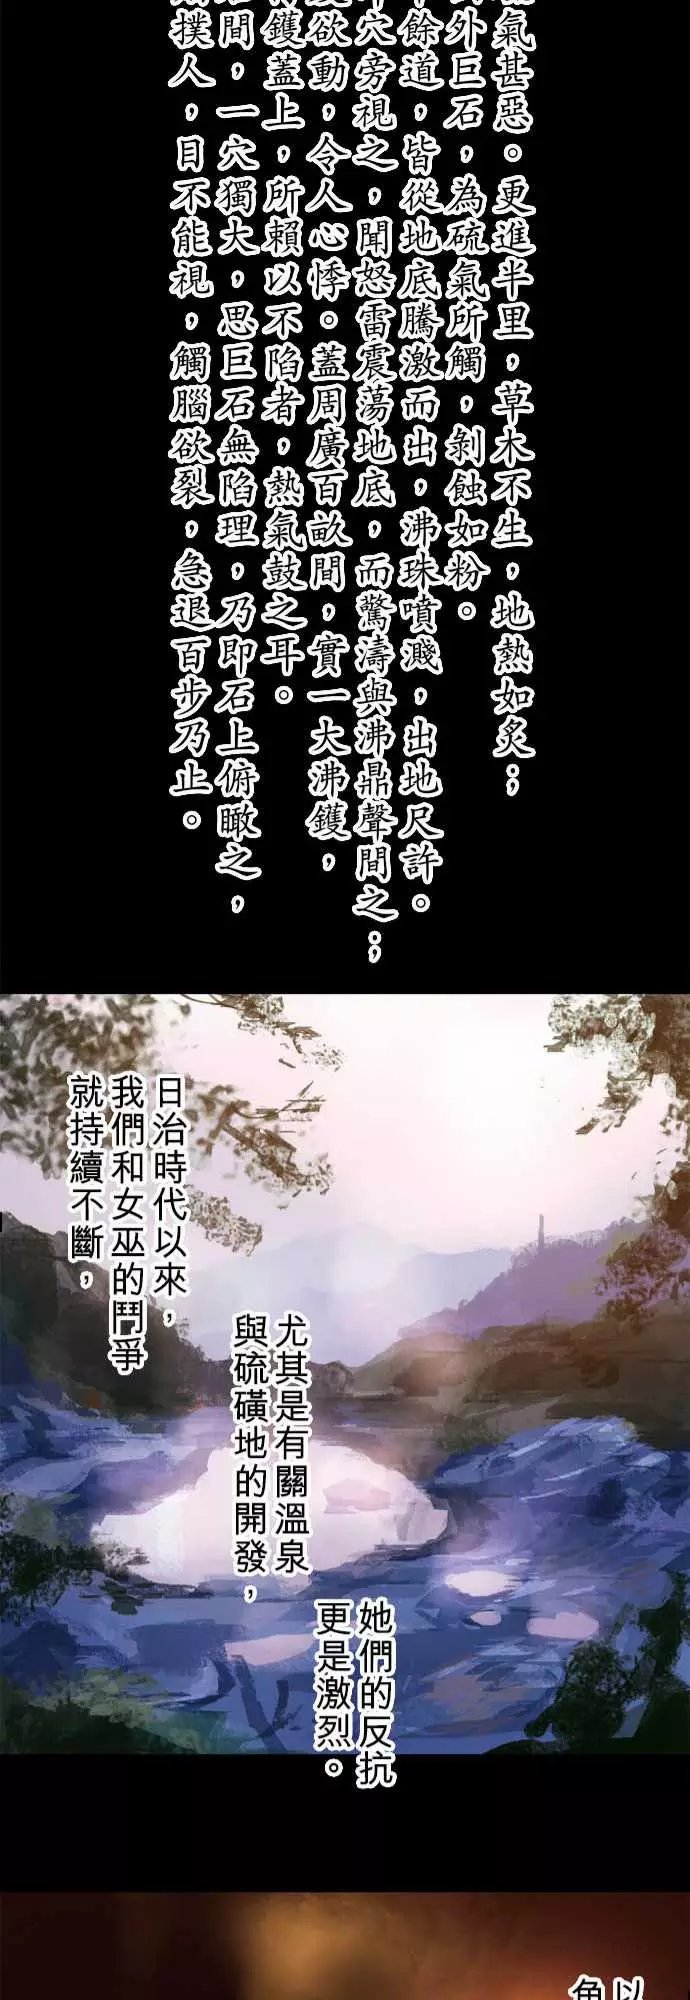 氣甚惡。更進半里，草木不生，地熱如炙；
外巨石，為硫氣所觸，剝蝕如粉。
餘道，皆從地底騰激而出，沸珠噴濺，出地尺許。
穴旁視之，聞怒雷震蕩地底，而驚濤與沸鼎聲間之；
欲動，令人心悸。蓋周廣百畝間，實一大沸鑊，
鑊蓋上，所賴以不陷者，熱氣鼓之耳。
間，一穴獨大，思巨石無陷理，乃即石上俯瞰之，
撲人，目不能視，觸腦欲裂，急退百步乃止。
日治時代以來，
我們和女巫的鬥爭
就持續不斷，
尤其是有關溫泉
與硫磺地的開發，
她們的反抗
更是激烈。
以